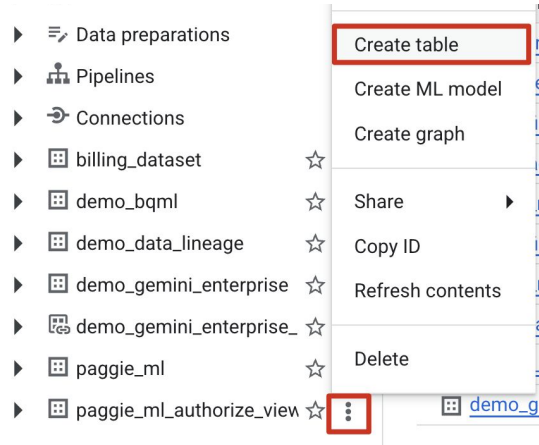 Data preparations
Pipelines
Connections
billing_dataset
demo_bqml
demo_data_lineage
demo_gemini_enterprise
demo_gemini_enterprise_
paggie_ml
paggie_ml_authorize_view
Create table
Create ML model
Create graph
Share
Copy ID
Refresh contents
Delete
demo_g